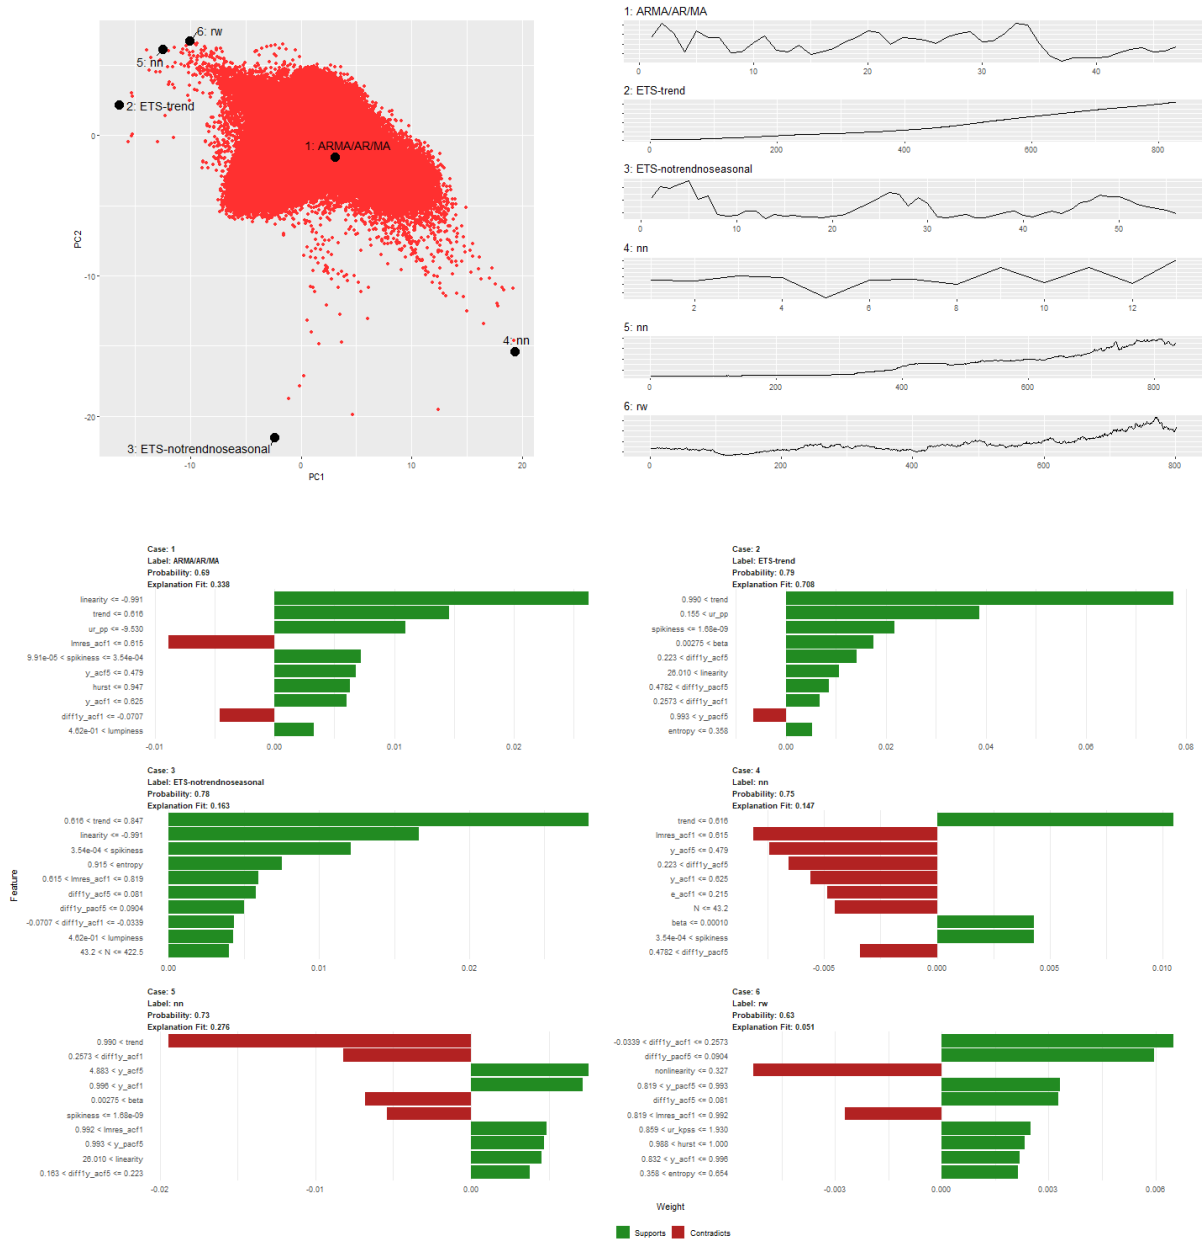 6: rw
5: nn
2: ETS-trend
1: ARMA/AR/MA
4: nn
3: ETS-notrendnoseasonal
0
-10
-20
PC2
-10 0 10 20
PC1
1: ARMA/AR/MA
0 10 20 30 40
2: ETS-trend
200 400 600 800
3: ETS-notrendnoseasonal
10 20 30 40 50
4: nn
2 4 6 8 10 12
5: nn
0 200 400 600 800
6: rw
0 200 400 600 800
Case: 1
Label: ARMA/AR/MA
Probability: 0.69
Explanation Fit: 0.338
linearity <= -0.991
trend <= 0.616
ur_pp <= -9.530
lmres_acf1 <= 0.615
9.91e-05 < spikiness <= 3.54e-04
y_acf5 <= 0.479
hurst <= 0.947
y_acf1 <= 0.625
diff1y_acf1 <= -0.0707
4.62e-01 < lumpiness
-0.01 0.00 0.01 0.02
Case: 2
Label: ETS-trend
Probability: 0.79
Explanation Fit: 0.708
0.990 < trend
0.155 < ur_pp
spikiness <= 1.68e-09
0.00275 < beta
0.223 < diff1y_acf5
26.010 < linearity
0.4782 < diff1y_pacf5
0.2573 < diff1y_acf1
0.993 < y_pacf5
entropy <= 0.358
0.00 0.02 0.04 0.06 0.08
Case: 3
Label: ETS-notrendnoseasonal
Probability: 0.78
Explanation Fit: 0.163
0.616 < trend <= 0.847
linearity <= -0.991
3.54e-04 < spikiness
0.915 < entropy
0.615 < lmres_acf1 <= 0.819
diff1y_acf5 <= 0.081
diff1y_pacf5 <= 0.0904
-0.0707 < diff1y_acf1 <= -0.0339
4.62e-01 < lumpiness
43.2 < N <= 422.5
0.00 0.01 0.02
Case: 4
Label: nn
Probability: 0.75
Explanation Fit: 0.147
trend <= 0.616
lmres_acf1 <= 0.615
y_acf5 <= 0.479
0.223 < diff1y_acf5
y_acf1 <= 0.625
e_acf1 <= 0.215
N <= 43.2
beta <= 0.00010
3.54e-04 < spikiness
0.4782 < diff1y_pacf5
-0.005 0.000 0.005 0.010
Feature
Case: 5
Label: nn
Probability: 0.73
Explanation Fit: 0.276
0.990 < trend
0.2573 < diff1y_acf1
4.883 < y_acf5
0.996 < y_acf1
0.00275 < beta
spikiness <= 1.68e-09
0.992 < lmres_acf1
0.993 < y_pacf5
26.010 < linearity
0.163 < diff1y_acf5 <= 0.223
-0.02 -0.01 0.00
Case: 6
Label: rw
Probability: 0.63
Explanation Fit: 0.051
-0.0339 < diff1y_acf1 <= 0.2573
diff1y_pacf5 <= 0.0904
nonlinearity <= 0.327
0.819 < y_pacf5 <= 0.993
diff1y_acf5 <= 0.081
0.819 < lmres_acf1 <= 0.992
0.859 < ur_kpss <= 1.930
0.988 < hurst <= 1.000
0.832 < y_acf1 <= 0.996
0.358 < entropy <= 0.654
-0.003 0.000 0.003 0.006
Weight
Supports Contradicts